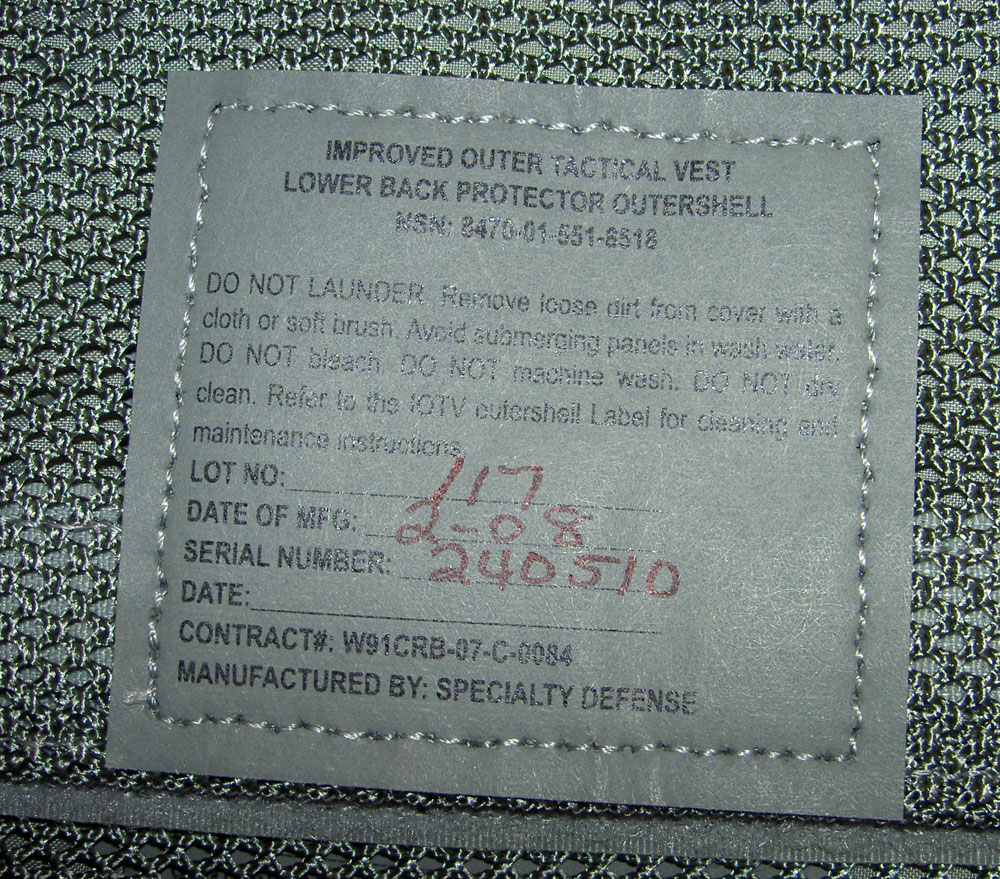 IMPROVED OUTER TACTICAL VEST
LOWER BACK PROTECTOR OUTERSHELL
NSN: 8470-01-551-8518
DO NOT LAUNDER. Remove loose dirt from cover with a
cloth or soft brush. Avoid submerging panels in wash water.
DO NOT bleach. DO NOT machine wash. DO NOT dry
clean. Refer to the IOTV outershell Label for cleaning and
maintenance instructions.
LOT NO: 117
DATE OF MFG: 2-08
SERIAL NUMBER: 240510
DATE:
CONTRACT#: W91CRB-07-C-0084
MANUFACTURED BY: SPECIALTY DEFENSE